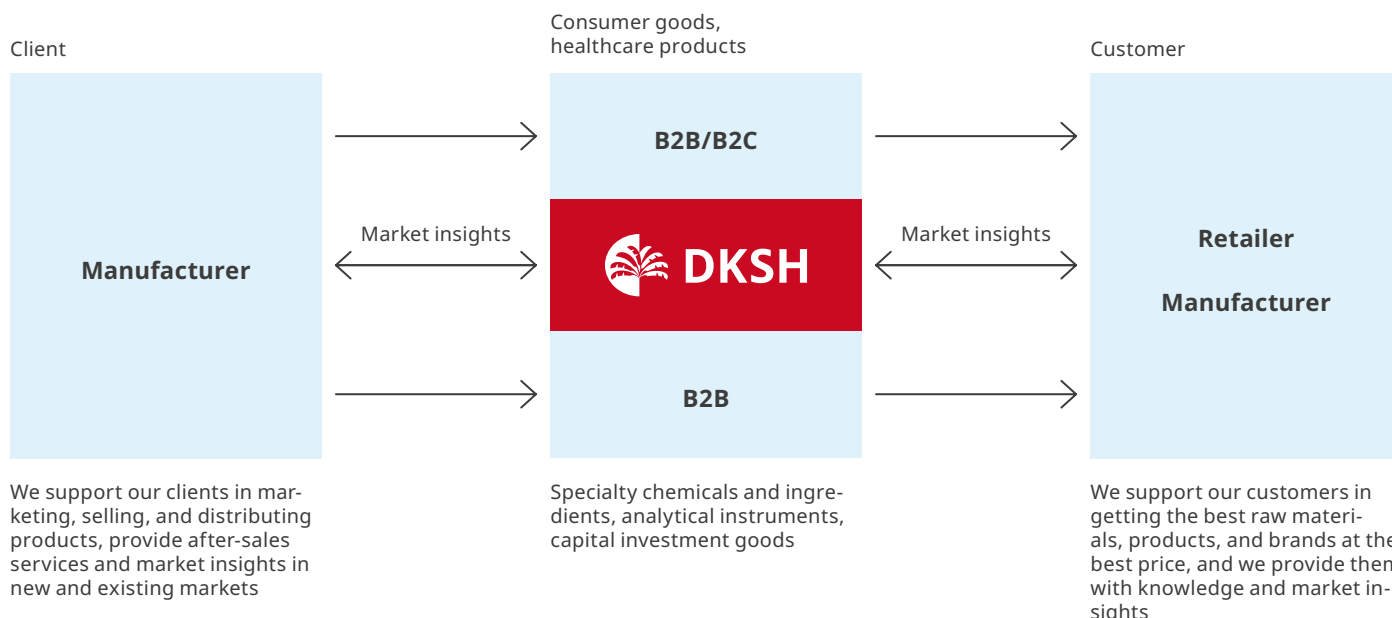 Client
Consumer goods,
healthcare products
Customer
B2B/B2C
Market insights
Market insights
Manufacturer
DKSH
Retailer
Manufacturer
B2B
We support our clients in mar-
keting, selling, and distributing
products, provide after-sales
services and market insights in
new and existing markets
Specialty chemicals and ingre-
dients, analytical instruments,
capital investment goods
We support our customers in
getting the best raw materi-
als, products, and brands at the
best price, and we provide them
with knowledge and market in-
sights